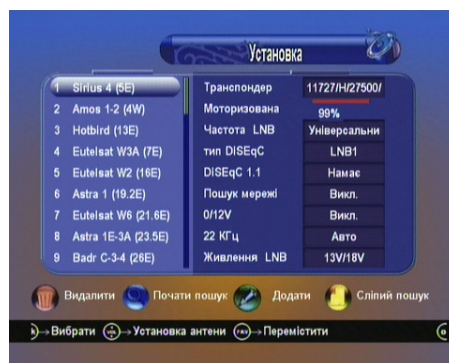 Установка
1 Sirius 4 (5E)
2 Amos 1-2 (4W)
3 Hotbird (13E)
4 Eutelsat W3A (7E)
5 Eutelsat W2 (16E)
6 Astra 1 (19.2E)
7 Eutelsat W6 (21.6E)
8 Astra 1E-3A (23.5E)
9 Badr C-3-4 (26E)
Транспондер 11727/H/27500/
Моторизована 99%
Частота LNB Універсальни
тип DISEqC LNB1
DISEqC 1.1 Намає
Пошук мережі Викл.
0/12V Викл.
22 КГц Авто
Живлення LNB 13V/18V
Видалити Почати пошук Додати Сліпий пошук
Вибрати Установка антени Перемістити